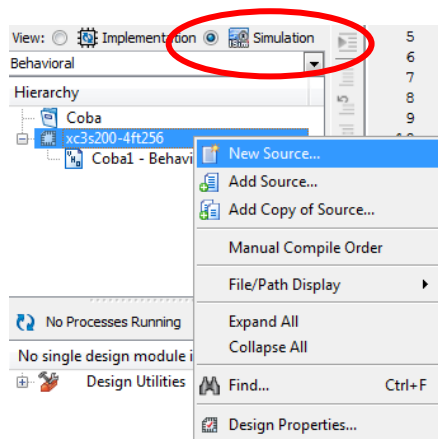 View: Implementation Simulation
Behavioral
Hierarchy
Coba
xc3s200-4ft256
Coba1 - Behavi
New Source...
Add Source...
Add Copy of Source...
Manual Compile Order
File/Path Display
Expand All
Collapse All
Find... Ctrl+F
Design Properties...
No Processes Running
No single design module i
Design Utilities
5
6
7
8
9